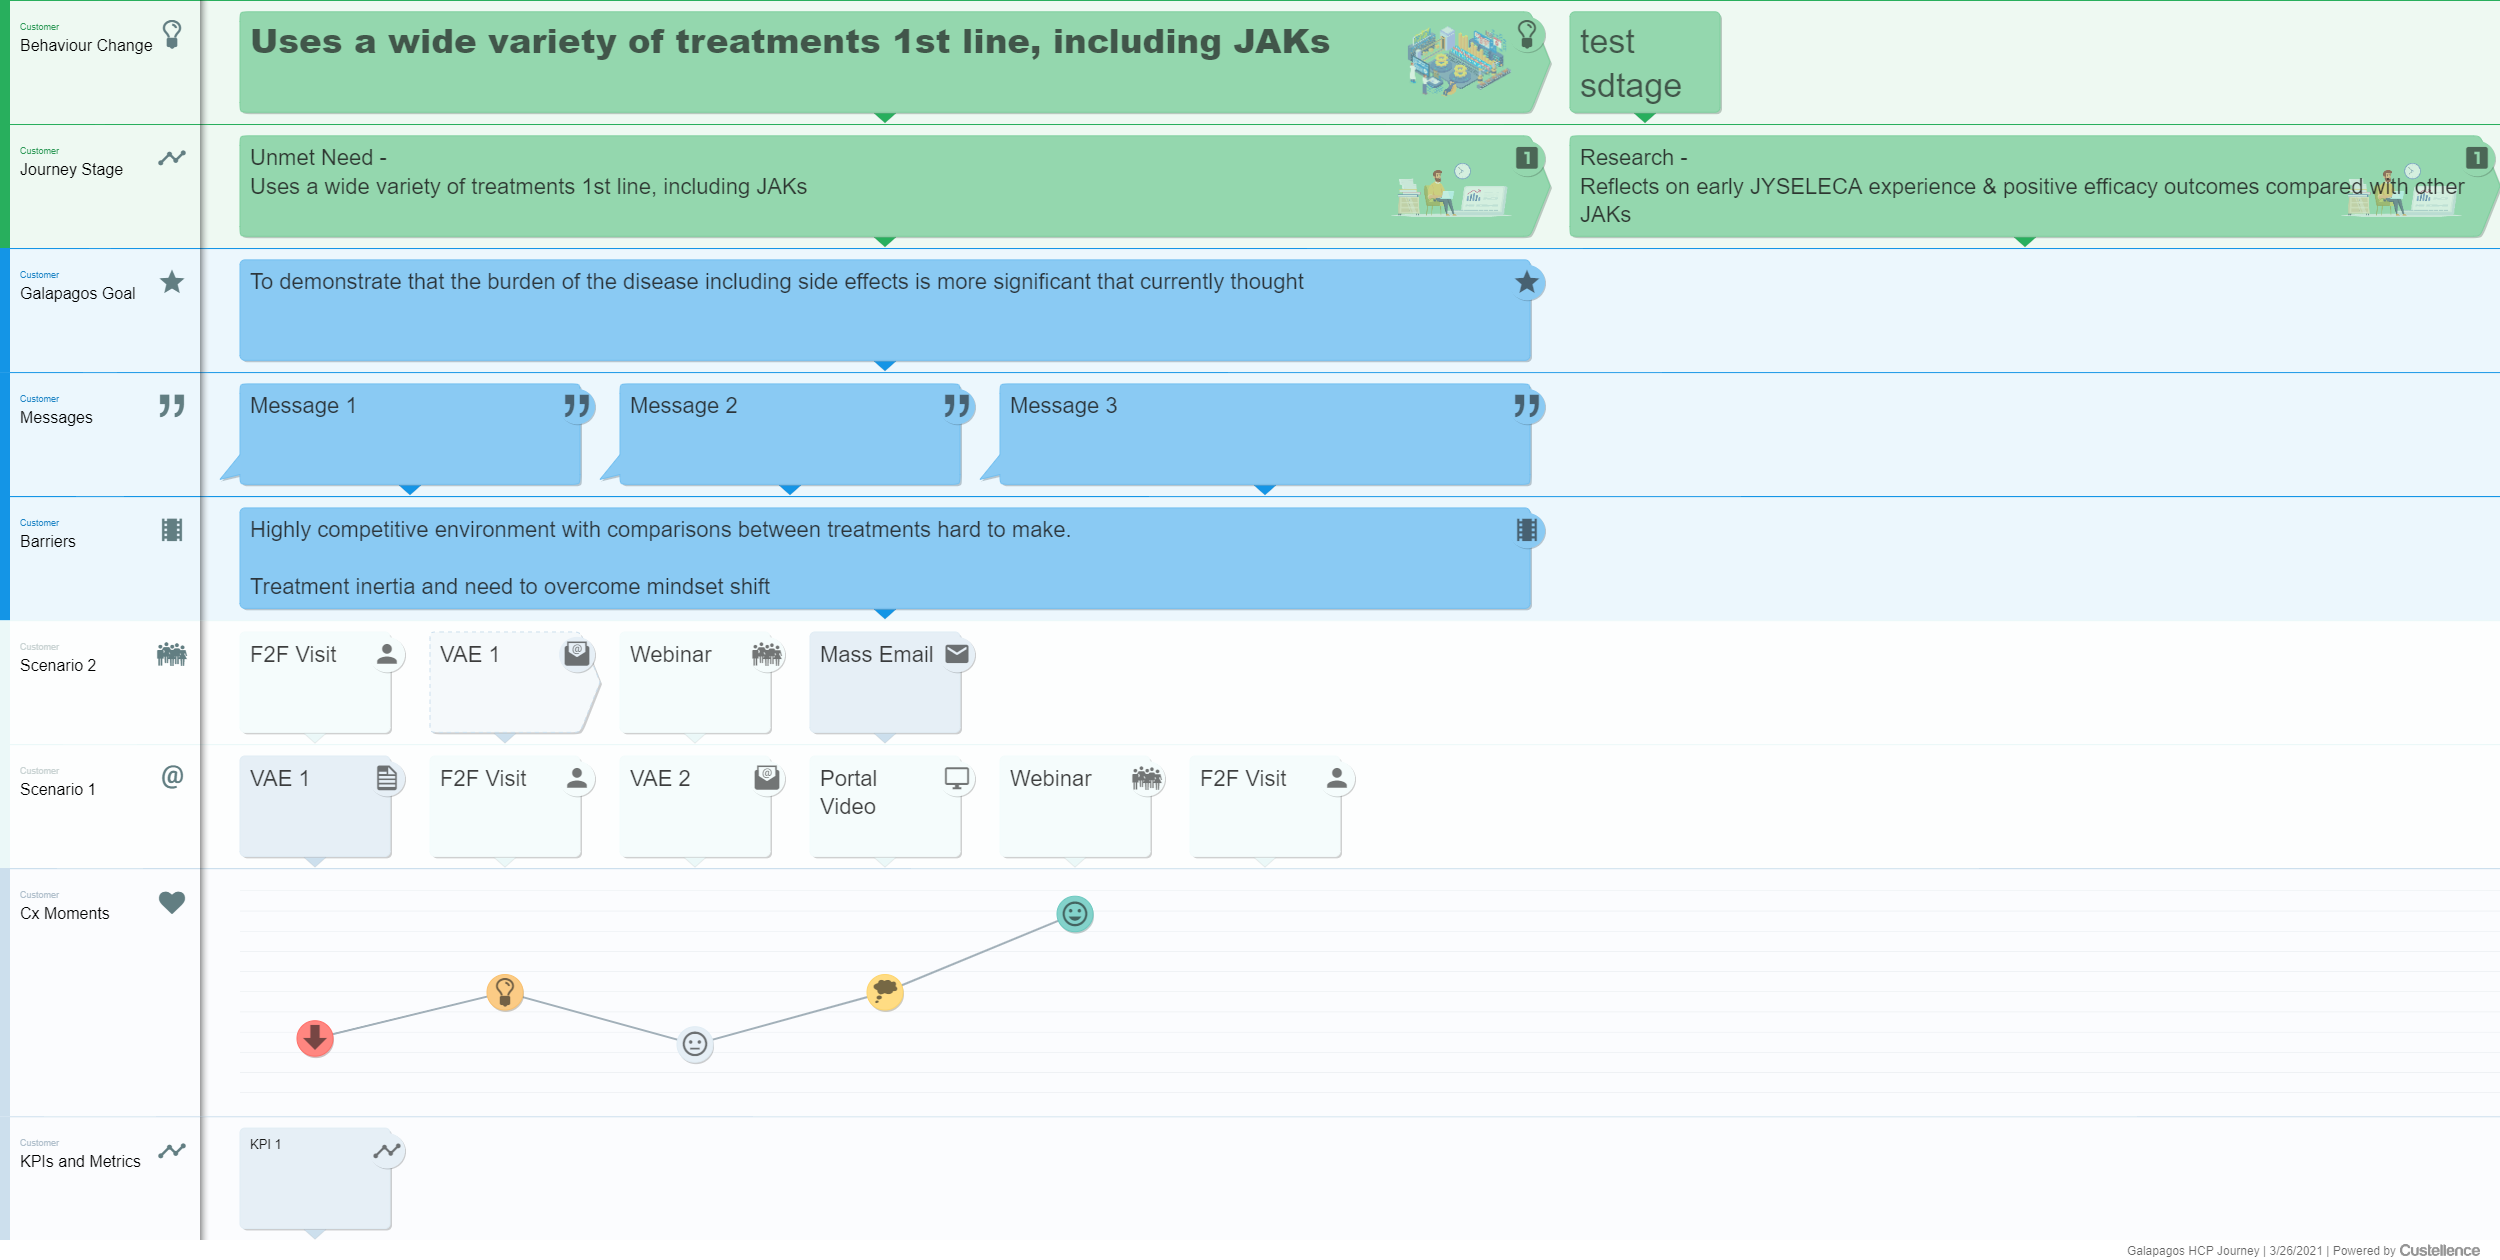 Customer
Behaviour Change
Uses a wide variety of treatments 1st line, including JAKs
test
sdtage
Customer
Journey Stage
Unmet Need -
Uses a wide variety of treatments 1st line, including JAKs
1
Research -
Reflects on early JYSELECA experience & positive efficacy outcomes compared with other
JAKs
1
Customer
Galapagos Goal
To demonstrate that the burden of the disease including side effects is more significant that currently thought
Customer
Messages
Message 1
Message 2
Message 3
Customer
Barriers
Highly competitive environment with comparisons between treatments hard to make.
Treatment inertia and need to overcome mindset shift
Customer
Scenario 2
F2F Visit
VAE 1
Webinar
Mass Email
Customer
Scenario 1
VAE 1
F2F Visit
VAE 2
Portal
Video
Webinar
F2F Visit
Customer
Cx Moments
Customer
KPIs and Metrics
KPI 1
Galapagos HCP Journey | 3/26/2021 | Powered by Custellence